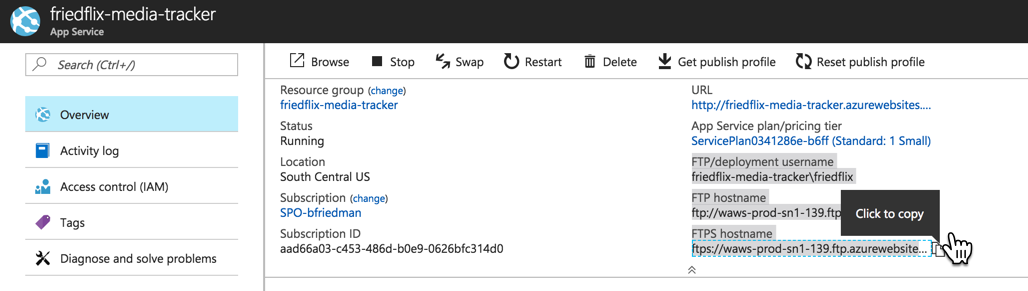 friedflix-media-tracker
App Service
Search (Ctrl+/)
Overview
Activity log
Access control (IAM)
Tags
Diagnose and solve problems
Browse
Stop
Swap
Restart
Delete
Get publish profile
Reset publish profile
Resource group (change)
friedflix-media-tracker
Status
Running
Location
South Central US
Subscription (change)
SPO-bfriedman
Subscription ID
aad66a03-c453-486d-b0e9-0626bfc314d0
URL
http://friedflix-media-tracker.azurewebsites....
App Service plan/pricing tier
ServicePlan0341286e-b6ff (Standard: 1 Small)
FTP/deployment username
friedflix-media-tracker\friedflix
FTP hostname
ftp://waws-prod-sn1-139.ftp
FTPS hostname
ftps://waws-prod-sn1-139.ftp.azurewebsite...
Click to copy